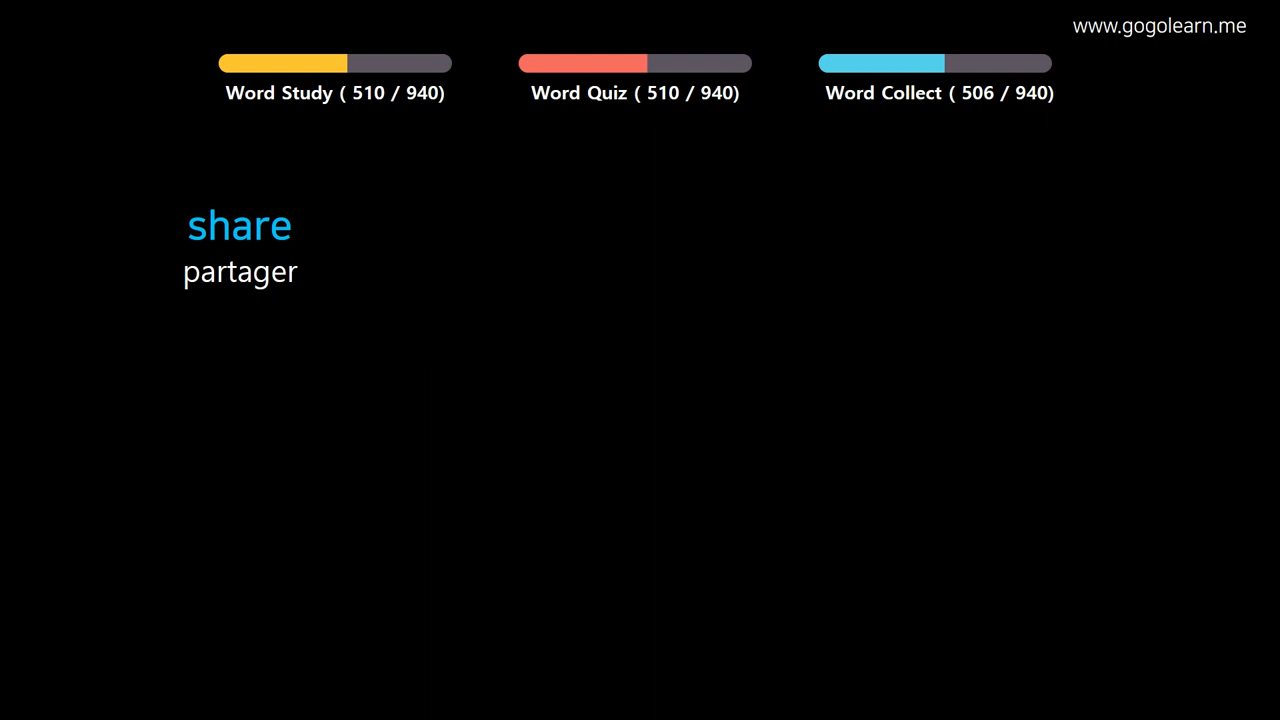 www.gogolearn.me
Word Study ( 510 / 940)
Word Quiz ( 510 / 940)
Word Collect ( 506 / 940)
share
partager